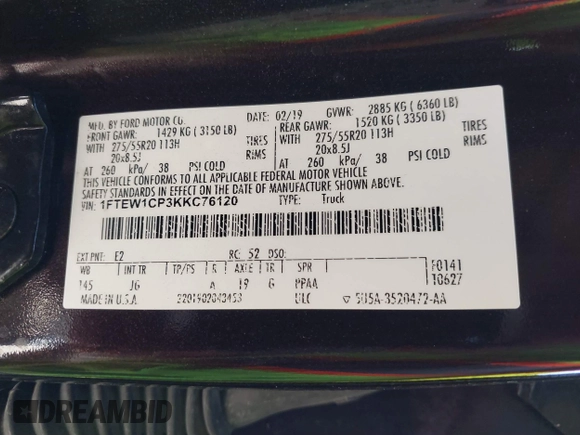 MFD. BY FORD MOTOR CO. DATE: 02/19 GVWR: 2885 KG ( 6360 LB)
FRONT GAWR: 1429 KG ( 3150 LB) REAR GAWR: 1520 KG ( 3350 LB)
WITH 275/55R20 113H TIRES WITH 275/55R20 113H TIRES
20x8.5J RIMS 20x8.5J RIMS
AT 260 kPa/ 38 PSI COLD AT 260 kPa/ 38 PSI COLD
THIS VEHICLE CONFORMS TO ALL APPLICABLE FEDERAL MOTOR VEHICLE
SAFETY STANDARDS IN EFFECT ON THE DATE OF MANUFACTURE SHOWN ABOVE.
VIN: 1FTEW1CP3KKC76120 TYPE: Truck
EXT PNT: E2 RC: 52 DSO:
WB INT TR TP/PS R AXLE TR SPR F0141
145 JG A 19 G PPAA 10627
MADE IN U.S.A. ULC 5U5A-3520472-AA
DREAMBID